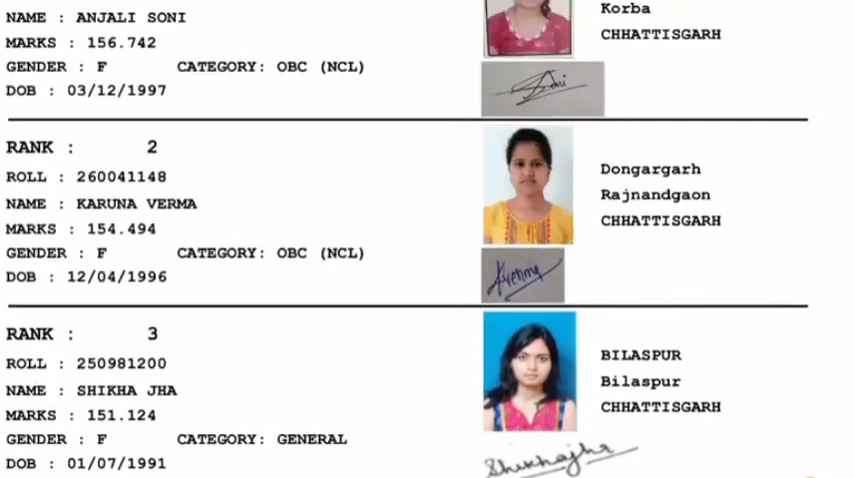 Korba
NAME : ANJALI SONI
CHHATTISGARH
MARKS : 156.742
GENDER : F CATEGORY: OBC (NCL)
DOB : 03/12/1997
RANK : 2
Dongargarh
ROLL : 260041148
Rajnandgaon
NAME : KARUNA VERMA
CHHATTISGARH
MARKS : 154.494
GENDER : F CATEGORY: OBC (NCL)
DOB : 12/04/1996
Kverma
RANK : 3
BILASPUR
ROLL : 250981200
Bilaspur
NAME : SHIKHA JHA
CHHATTISGARH
MARKS : 151.124
GENDER : F CATEGORY: GENERAL
DOB : 01/07/1991
Shikhajha